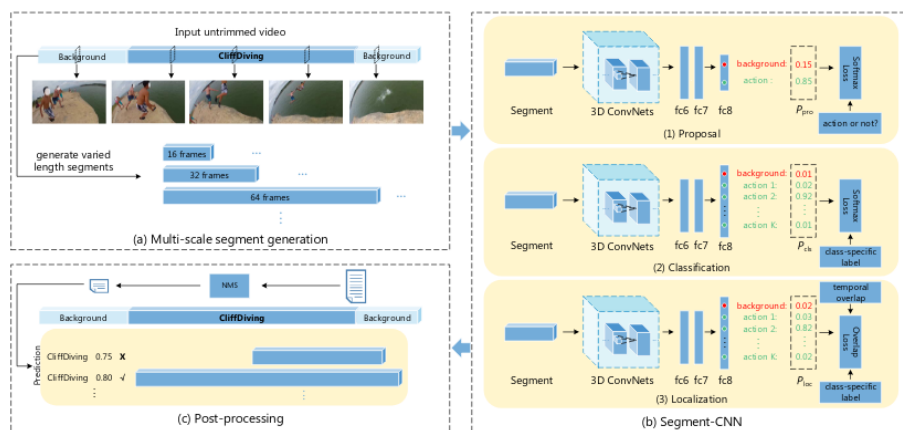 Input untrimmed video
Background
CliffDiving
Background
generate varied
length segments
16 frames
...
32 frames
...
64 frames
...
(a) Multi-scale segment generation
Segment
3D ConvNets
fc6 fc7 fc8
background: 0.15
action : 0.85
Ppro
Softmax
Loss
action or not?
(1) Proposal
Segment
3D ConvNets
fc6 fc7 fc8
background: 0.01
action 1: 0.02
action 2: 0.92
action K: 0.01
Pcls
Softmax
Loss
class-specific
label
(2) Classification
Segment
3D ConvNets
fc6 fc7 fc8
background: 0.02
action 1: 0.03
action 2: 0.82
action K: 0.02
Ploc
temporal
overlap
Overlap
Loss
class-specific
label
(3) Localization
(b) Segment-CNN
NMS
Background
CliffDiving
Background
Prediction
CliffDiving 0.75 X
CliffDiving 0.80 √
(c) Post-processing